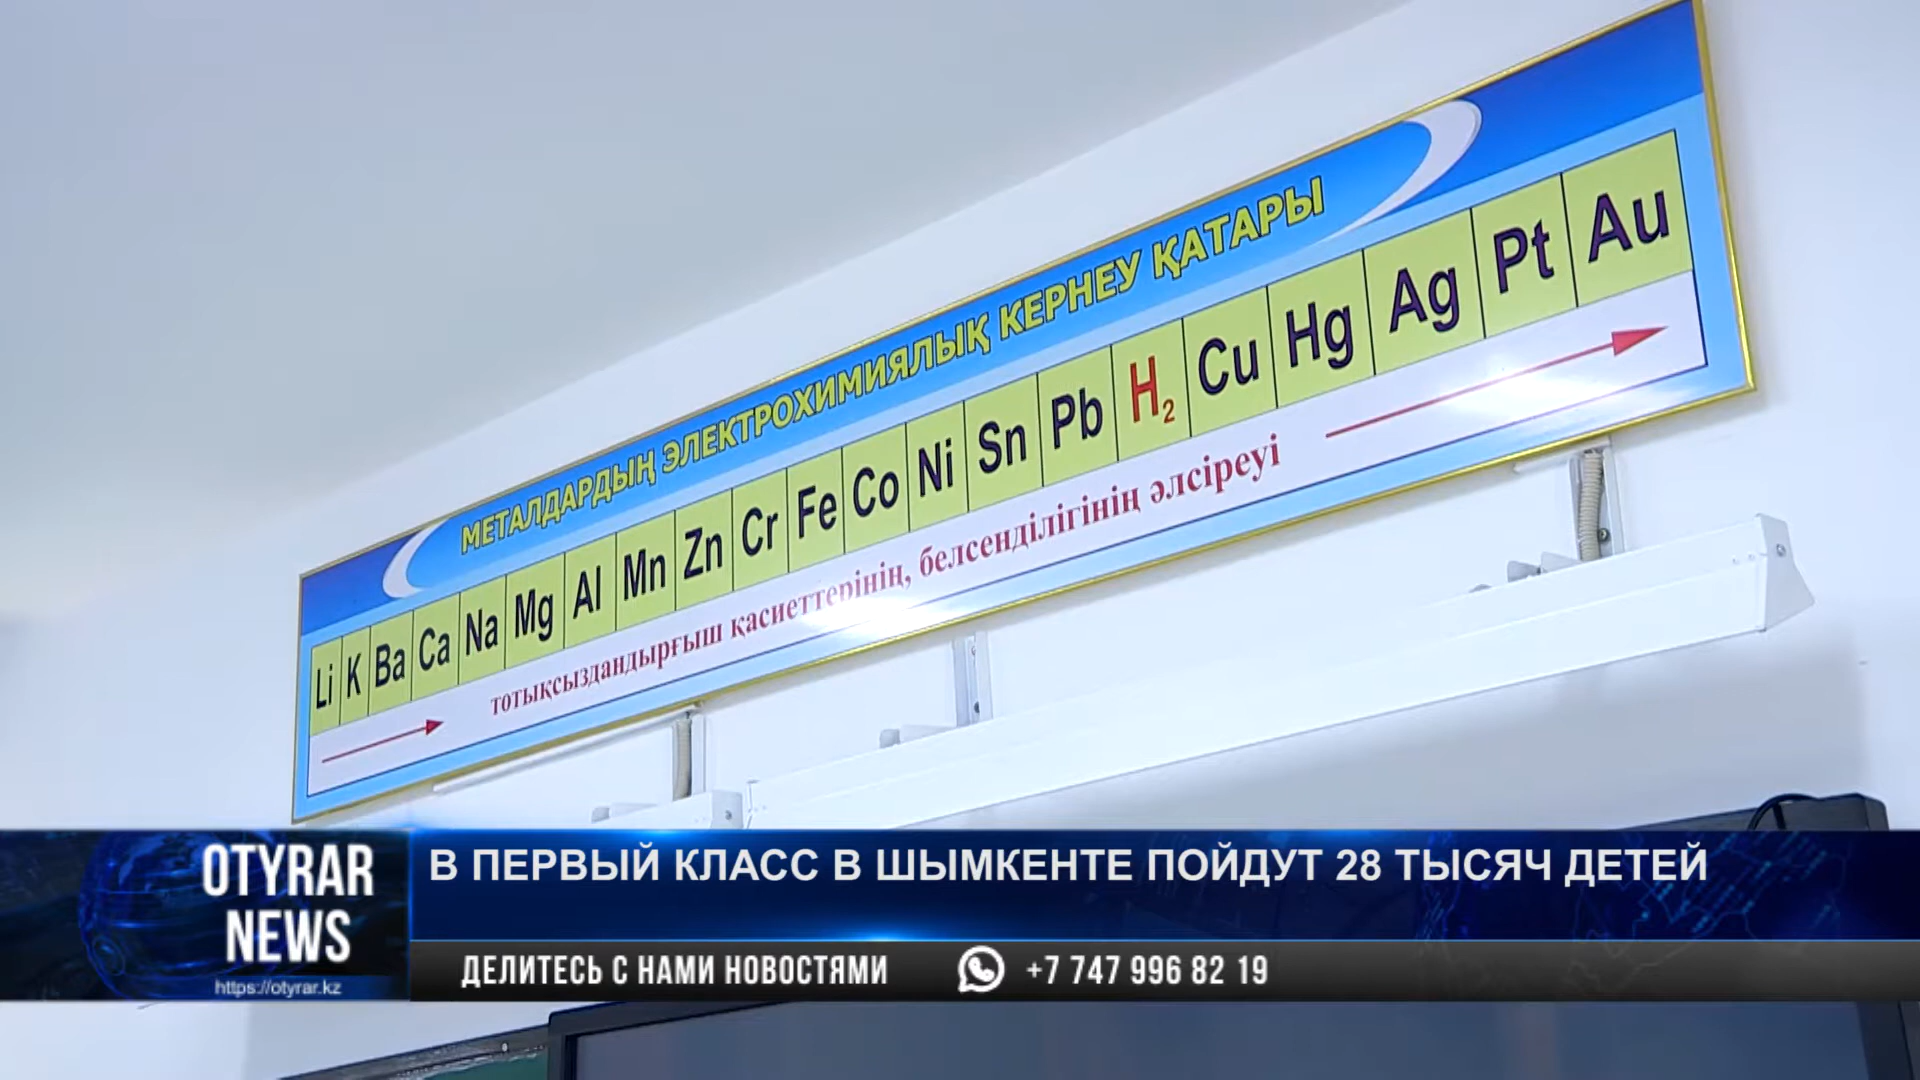 МЕТАЛДАРДЫҢ ЭЛЕКТРОХИМИЯЛЫҚ КЕРНЕУ ҚАТАРЫ
Li K Ba Ca Na Mg Al Mn Zn Cr Fe Co Ni Sn Pb H₂ Cu Hg Ag Pt Au
тотықсыздандырғыш қасиеттерінің, белсенділігінің әлсіреуі
OTYRAR
NEWS
https://otyrar.kz
В ПЕРВЫЙ КЛАСС В ШЫМКЕНТЕ ПОЙДУТ 28 ТЫСЯЧ ДЕТЕЙ
ДЕЛИТЕСЬ С НАМИ НОВОСТЯМИ +7 747 996 82 19